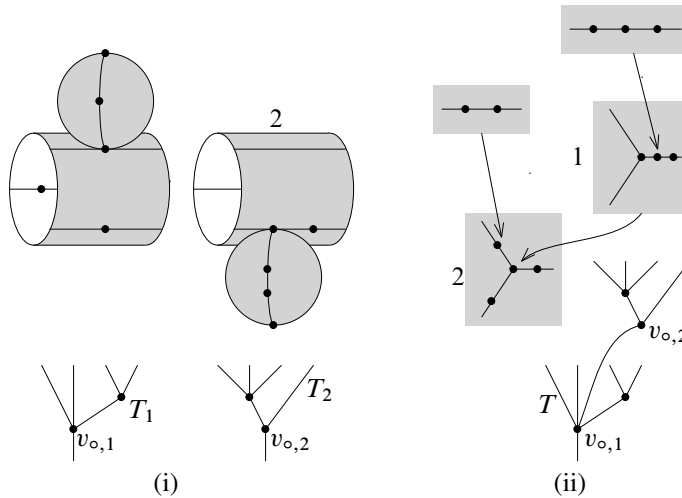 2
1
2
T₁
v∘,₁
T₂
v∘,₂
v∘,₂
T
v∘,₁
(i)
(ii)